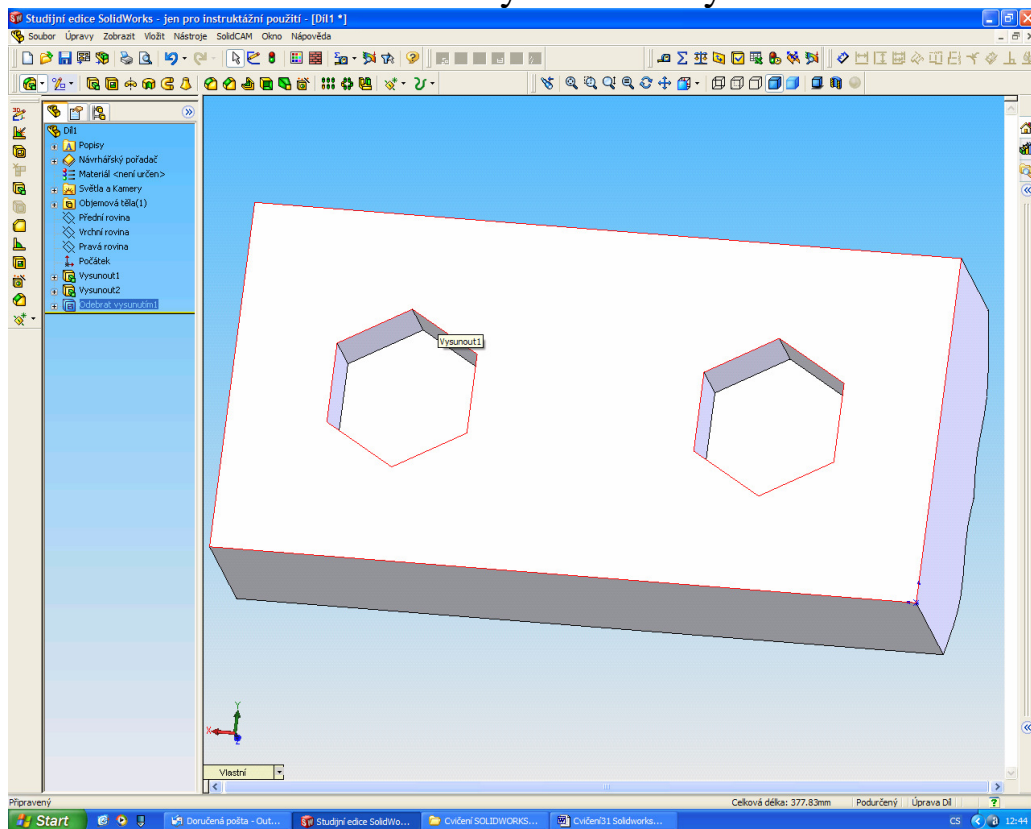 Studijní edice SolidWorks - jen pro instruktážní použití - [Díl1 *]
Soubor Úpravy Zobrazit Vložit Nástroje SolidCAM Okno Nápověda
Díl1
Popisy
Návrhářský pořadač
Materiál <není určen>
Světla a Kamery
Objemová těla(1)
Přední rovina
Vrchní rovina
Pravá rovina
Počátek
Vysunout1
Vysunout2
Odebrat vysunutím1
Vysunout1
Y
X
Z
Vlastní
Připravený
Celková délka: 377.83mm Podurčený Úprava Díl
Start
Doručená pošta - Out...
Studijní edice SolidWo...
Cvičení SOLIDWORKS...
Cvičení31 Solidworks...
CS
12:44